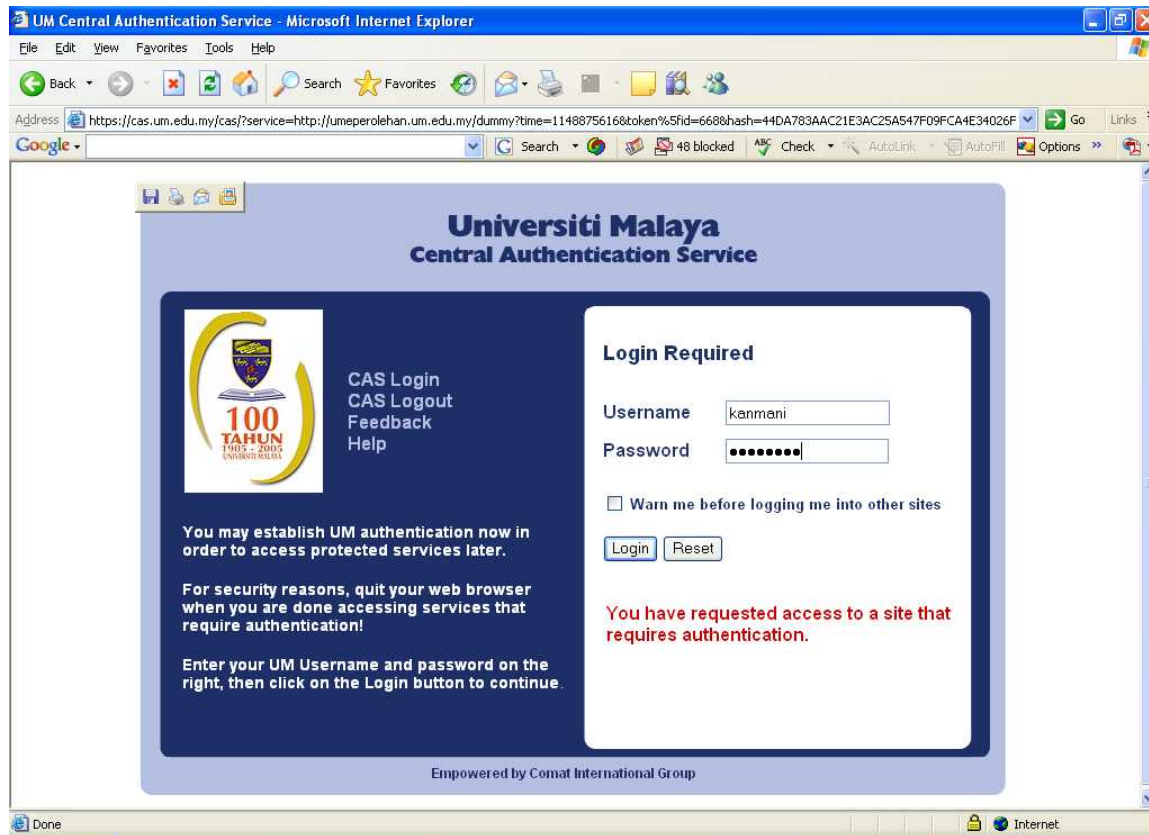 UM Central Authentication Service - Microsoft Internet Explorer
File Edit View Favorites Tools Help
Back Search Favorites
Address https://cas.um.edu.my/cas/?service=http://umeperolehan.um.edu.my/dummy?time=1148875616&token%5fid=668&hash=44DA783AAC21E3AC25A547F09FCA4E34026F Go Links
Google Search 48 blocked ABC Check AutoLink AutoFill Options »
Universiti Malaya
Central Authentication Service
100
TAHUN
1905 - 2005
UNIVERSITI MALAYA
CAS Login
CAS Logout
Feedback
Help
You may establish UM authentication now in
order to access protected services later.
For security reasons, quit your web browser
when you are done accessing services that
require authentication!
Enter your UM Username and password on the
right, then click on the Login button to continue.
Login Required
Username kanmani
Password ••••••••
Warn me before logging me into other sites
Login Reset
You have requested access to a site that
requires authentication.
Empowered by Comat International Group
Done Internet